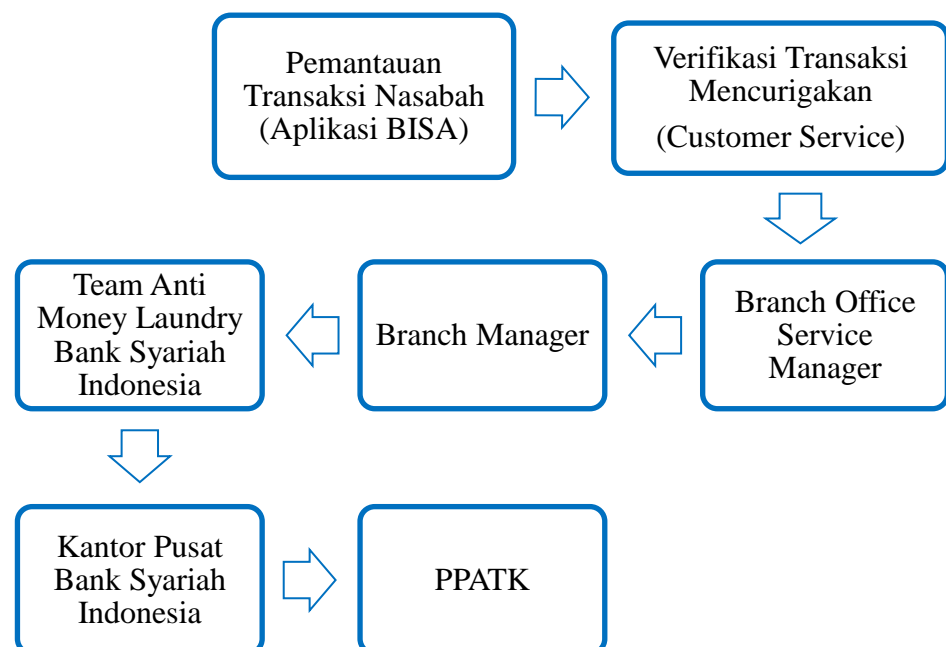 Pemantauan
Transaksi Nasabah
(Aplikasi BISA)
Verifikasi Transaksi
Mencurigakan
(Customer Service)
Branch Office
Service
Manager
Branch Manager
Team Anti
Money Laundry
Bank Syariah
Indonesia
Kantor Pusat
Bank Syariah
Indonesia
PPATK